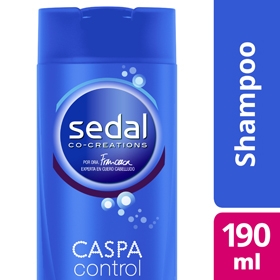 sedal
CO-CREATIONS
POR DRA. Francesca
EXPERTA EN CUERO CABELLUDO
CASPA
control
Shampoo
190
ml